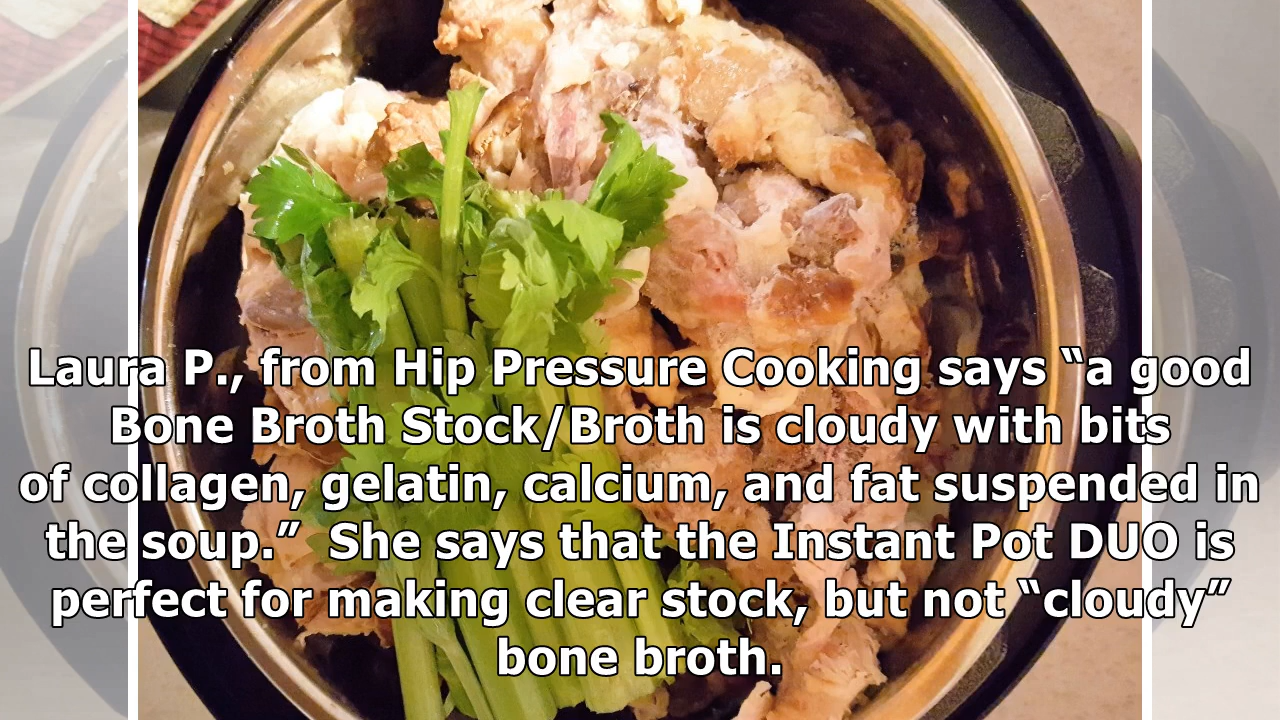 Laura P., from Hip Pressure Cooking says “a good
Bone Broth Stock/Broth is cloudy with bits
of collagen, gelatin, calcium, and fat suspended in
the soup.”  She says that the Instant Pot DUO is
perfect for making clear stock, but not “cloudy”
bone broth.